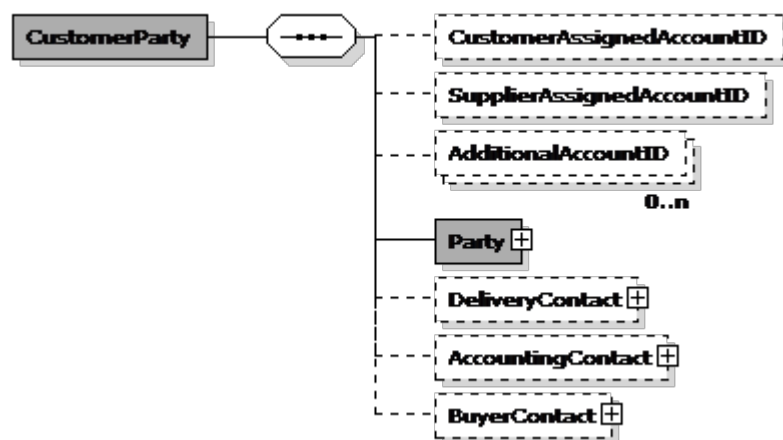 CustomerParty
CustomerAssignedAccountID
SupplierAssignedAccountID
AdditionalAccountID
0..n
Party
DeliveryContact
AccountingContact
BuyerContact